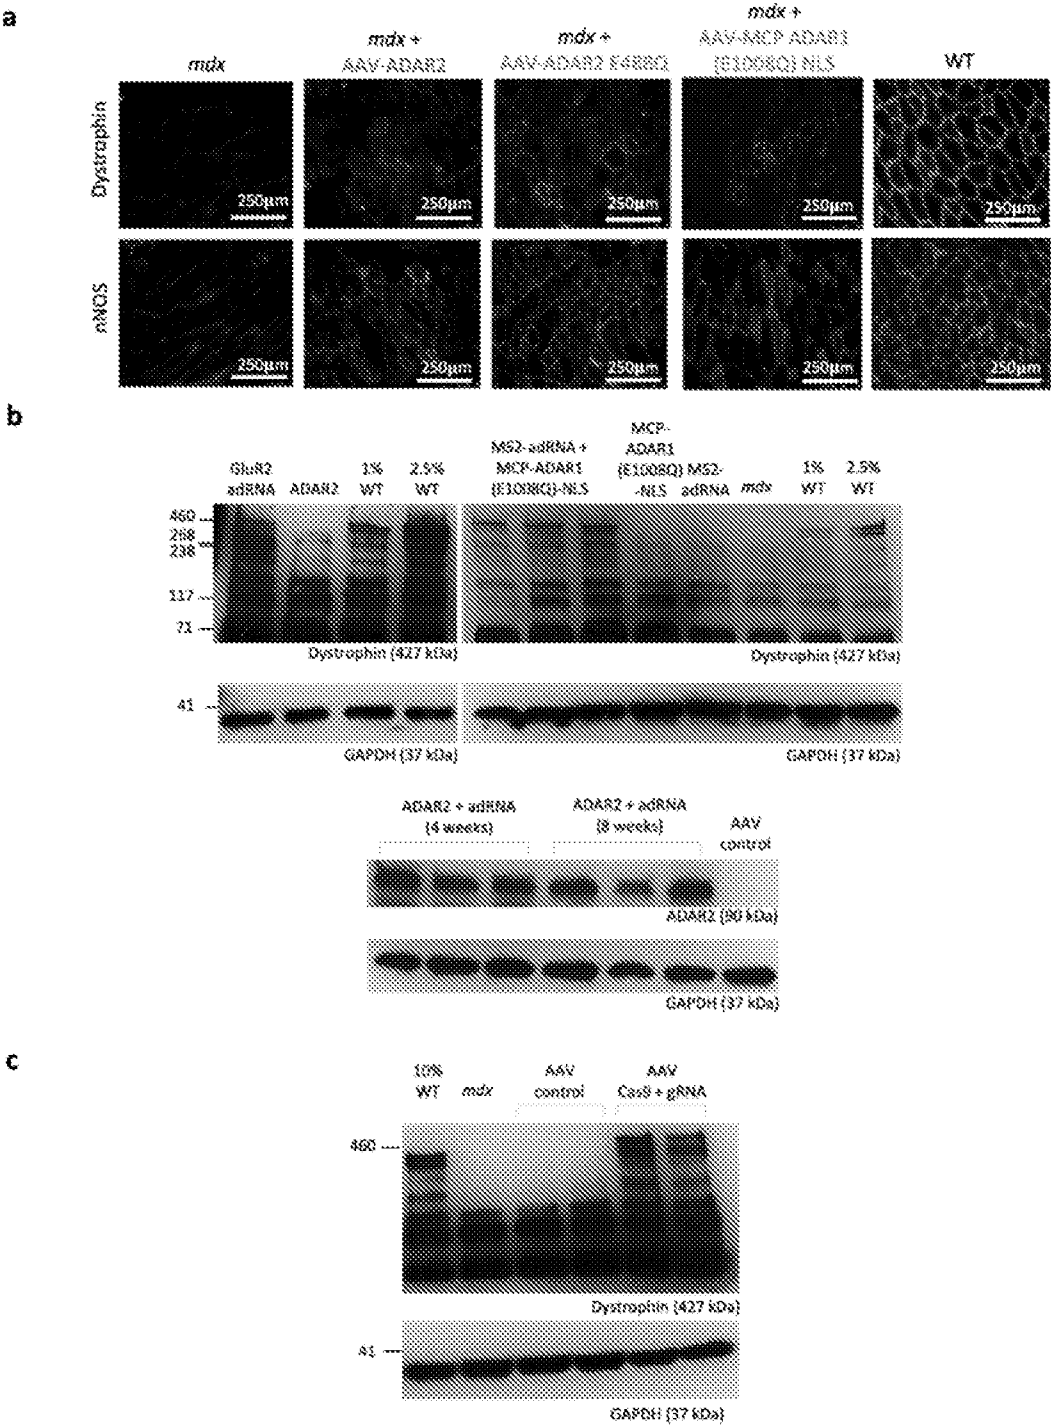 a
mdx
mdx +
AAV-ADAR2
mdx +
AAV-ADAR2 E488Q
mdx +
AAV-MCP ADAR1
(E1008Q) NLS
WT
Dystrophin
250µm
250µm
250µm
250µm
250µm
nNOS
250µm
250µm
250µm
250µm
250µm
b
GluR2
adRNA
ADAR2
1%
WT
2.5%
WT
MS2-adRNA +
MCP-ADAR1
(E1008Q)-NLS
MCP-
ADAR1
(E1008Q)
-NLS
MS2-
adRNA
mdx
1%
WT
2.5%
WT
460
268
238
117
71
Dystrophin (427 kDa)
Dystrophin (427 kDa)
41
GAPDH (37 kDa)
GAPDH (37 kDa)
ADAR2 + adRNA
(4 weeks)
ADAR2 + adRNA
(8 weeks)
AAV
control
ADAR2 (90 kDa)
GAPDH (37 kDa)
c
10%
WT
mdx
AAV
control
AAV
Cas9 + gRNA
460
Dystrophin (427 kDa)
41
GAPDH (37 kDa)